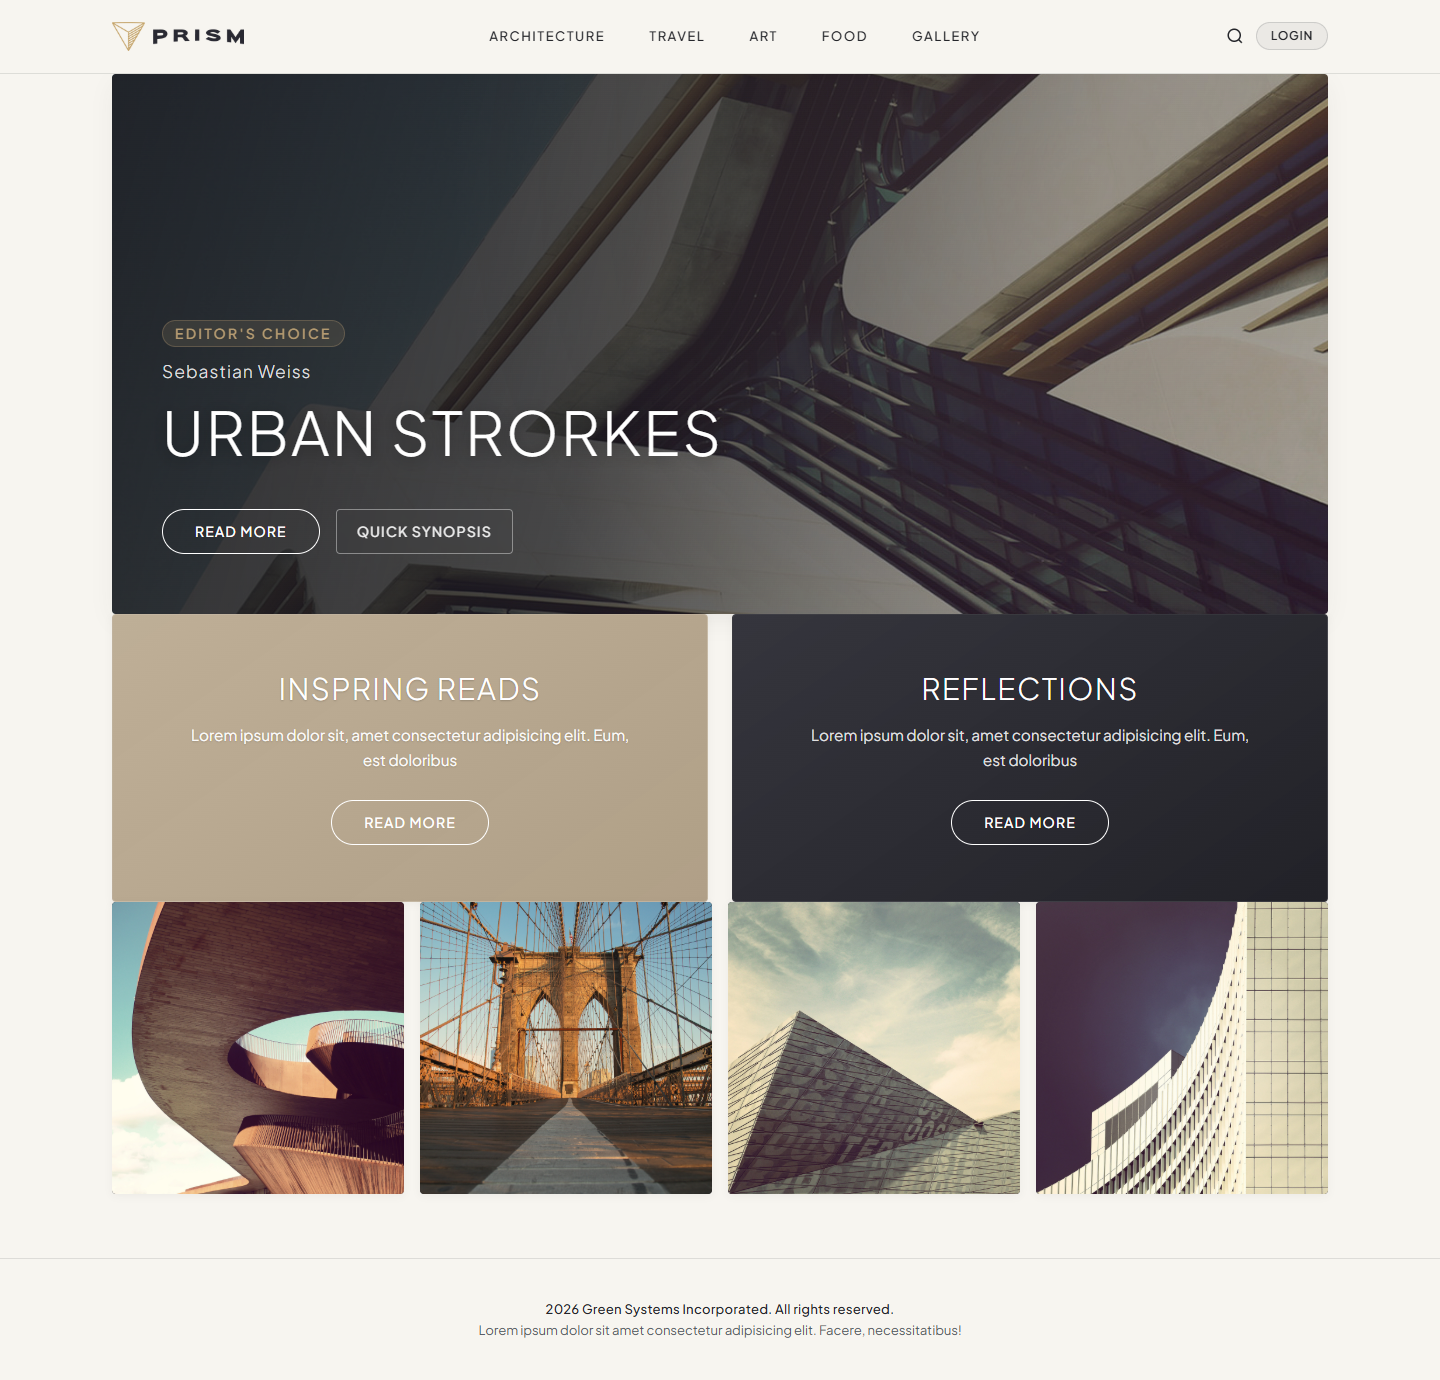 PRISM
ARCHITECTURE
TRAVEL
ART
FOOD
GALLERY
LOGIN
EDITOR'S CHOICE
Sebastian Weiss
URBAN STRORKES
READ MORE
QUICK SYNOPSIS
INSPRING READS
Lorem ipsum dolor sit, amet consectetur adipisicing elit. Eum,
est doloribus
READ MORE
REFLECTIONS
Lorem ipsum dolor sit, amet consectetur adipisicing elit. Eum,
est doloribus
READ MORE
2026 Green Systems Incorporated. All rights reserved.
Lorem ipsum dolor sit amet consectetur adipisicing elit. Facere, necessitatibus!